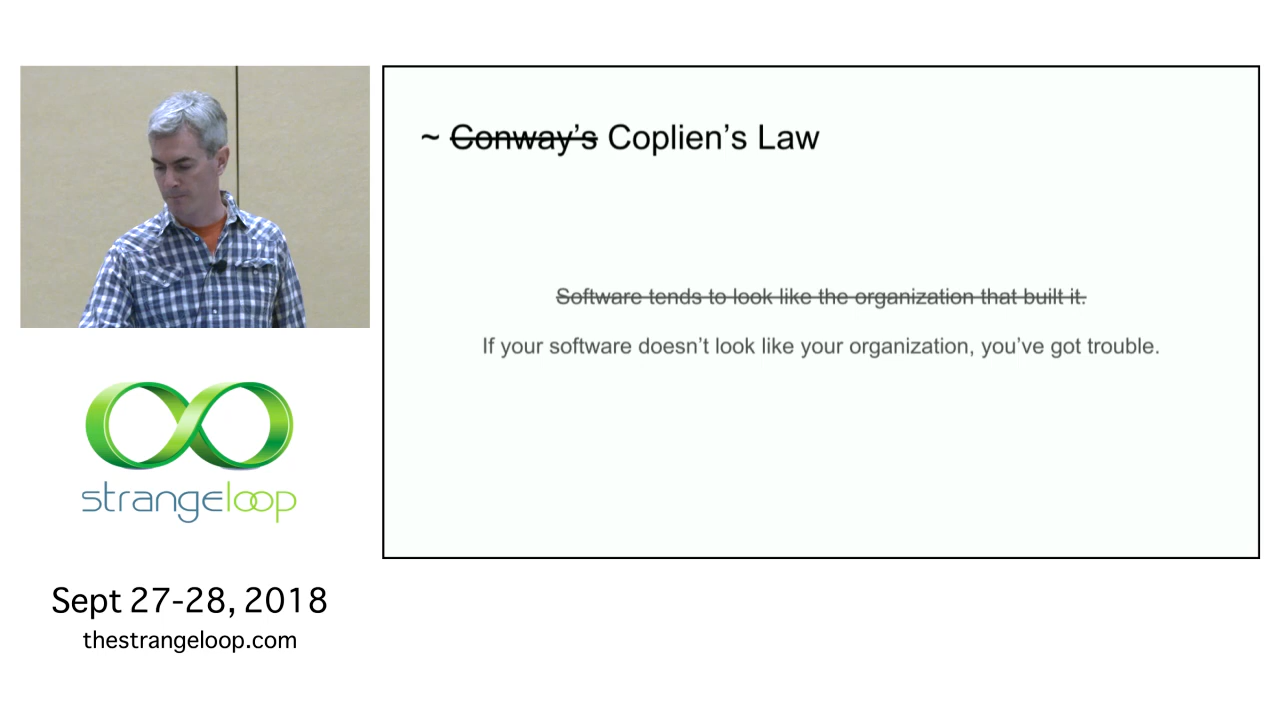 ~ Conway's Coplien's Law
Software tends to look like the organization that built it.
If your software doesn't look like your organization, you've got trouble.
strangeloop
Sept 27-28, 2018
thestrangeloop.com